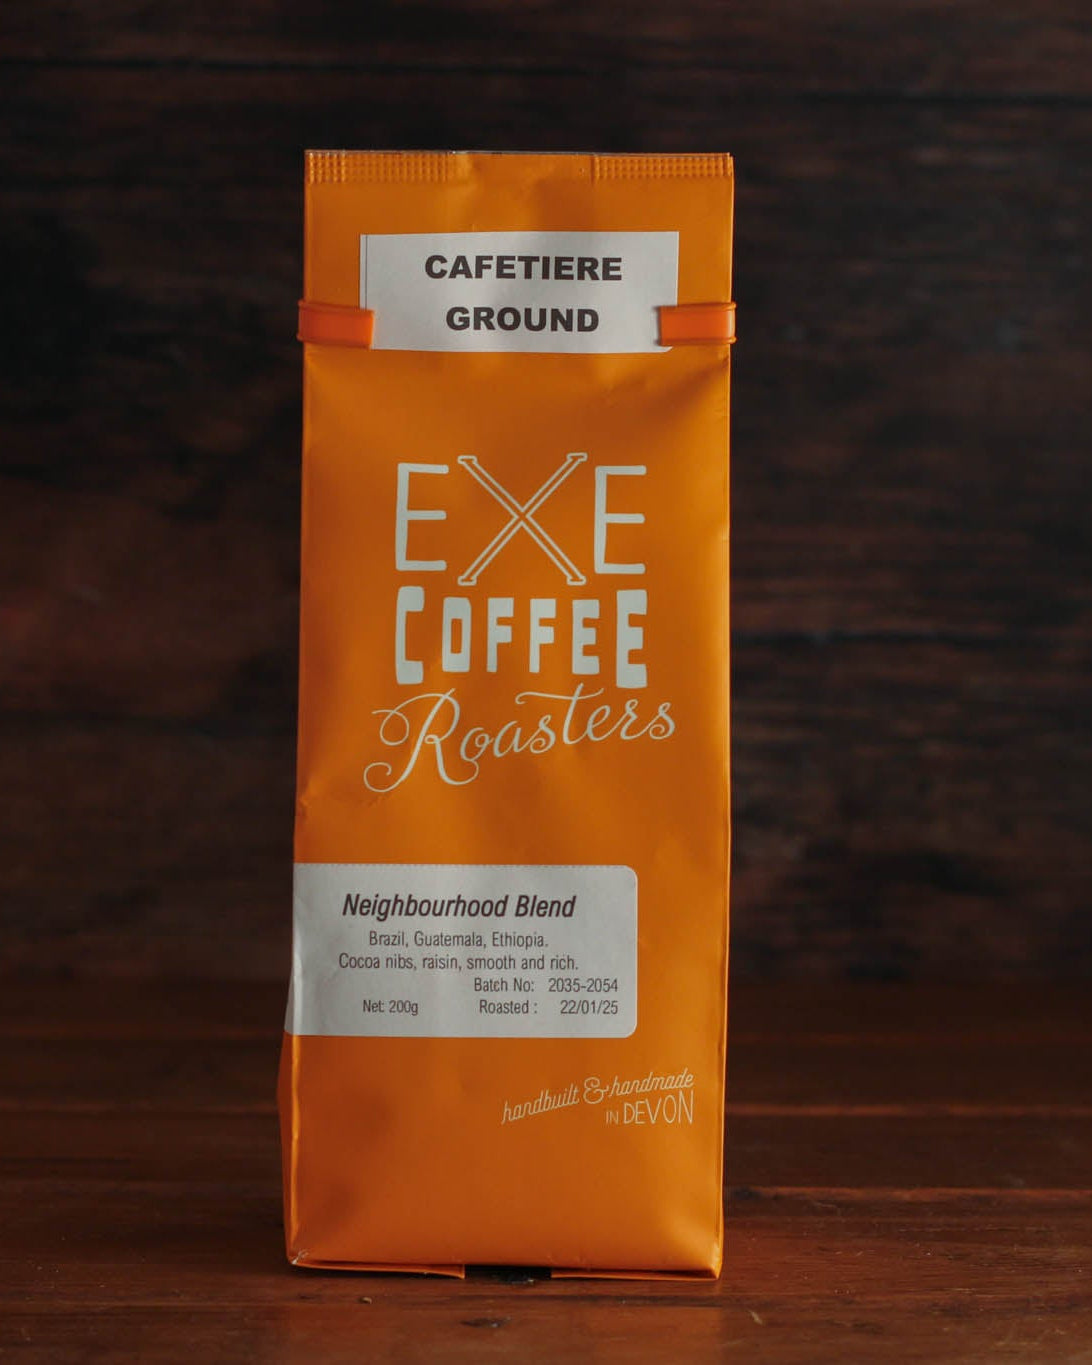 CAFETIERE
GROUND
EXE
COFFEE
Roasters
Neighbourhood Blend
Brazil, Guatemala, Ethiopia.
Cocoa nibs, raisin, smooth and rich.
Batch No: 2035-2054
Net: 200g Roasted : 22/01/25
handbuilt & handmade
IN DEVON